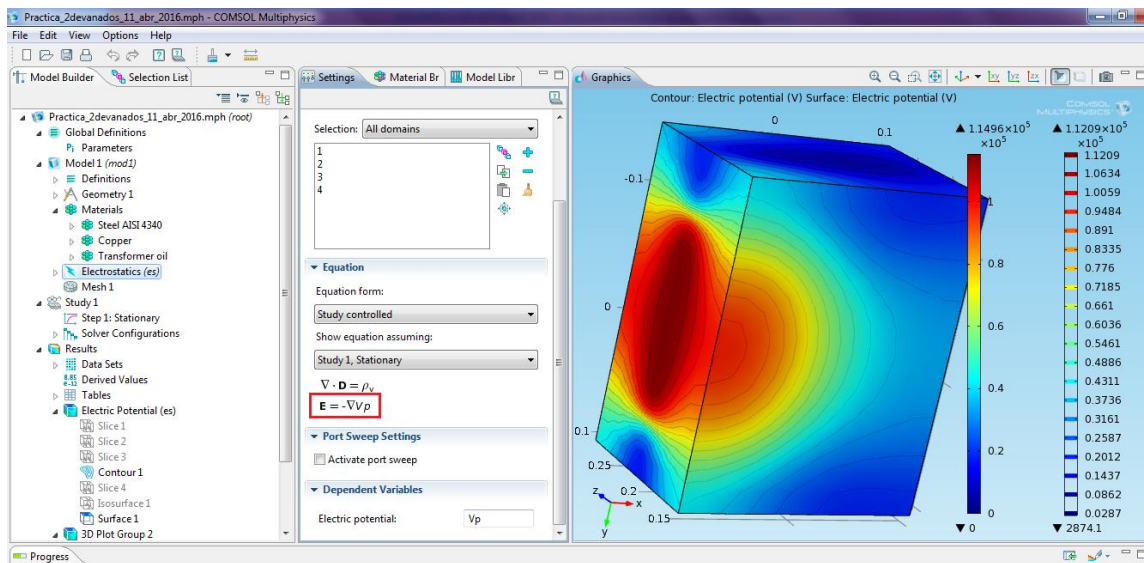 Practica_2devanados_11_abr_2016.mph - COMSOL Multiphysics
File Edit View Options Help
Model Builder Selection List
Practica_2devanados_11_abr_2016.mph (root)
Global Definitions
Pi Parameters
Model 1 (mod1)
Definitions
Geometry 1
Materials
Steel AISI 4340
Copper
Transformer oil
Electrostatics (es)
Mesh 1
Study 1
Step 1: Stationary
Solver Configurations
Results
Data Sets
8.85
e-12 Derived Values
Tables
Electric Potential (es)
Slice 1
Slice 2
Slice 3
Contour 1
Slice 4
Isosurface 1
Surface 1
3D Plot Group 2
Settings Material Br Model Libr
Selection: All domains
1
2
3
4
Equation
Equation form:
Study controlled
Show equation assuming:
Study 1, Stationary
∇ · D = ρv
E = -∇Vp
Port Sweep Settings
Activate port sweep
Dependent Variables
Electric potential: Vp
Graphics
xy yz zx
Contour: Electric potential (V) Surface: Electric potential (V)
COMSOL
MULTIPHYSICS
0
0.1
-0.1
0
0.1
0.25
0.2
0.15
z
x
y
▲ 1.1496×10⁵
×10⁵
1
0.8
0.6
0.4
0.2
0
▼ 0
▲ 1.1209×10⁵
×10⁵
1.1209
1.0634
1.0059
0.9484
0.891
0.8335
0.776
0.7185
0.661
0.6036
0.5461
0.4886
0.4311
0.3736
0.3161
0.2587
0.2012
0.1437
0.0862
0.0287
▼ 2874.1
Progress